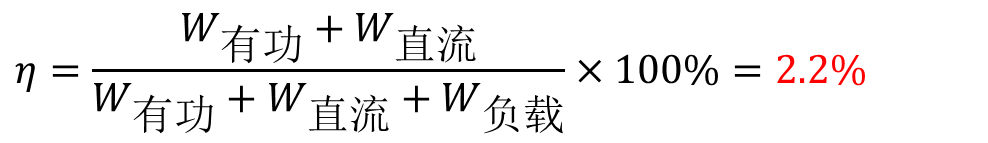 η = (W有功 + W直流) / (W有功 + W直流 + W负载) × 100% = 2.2%